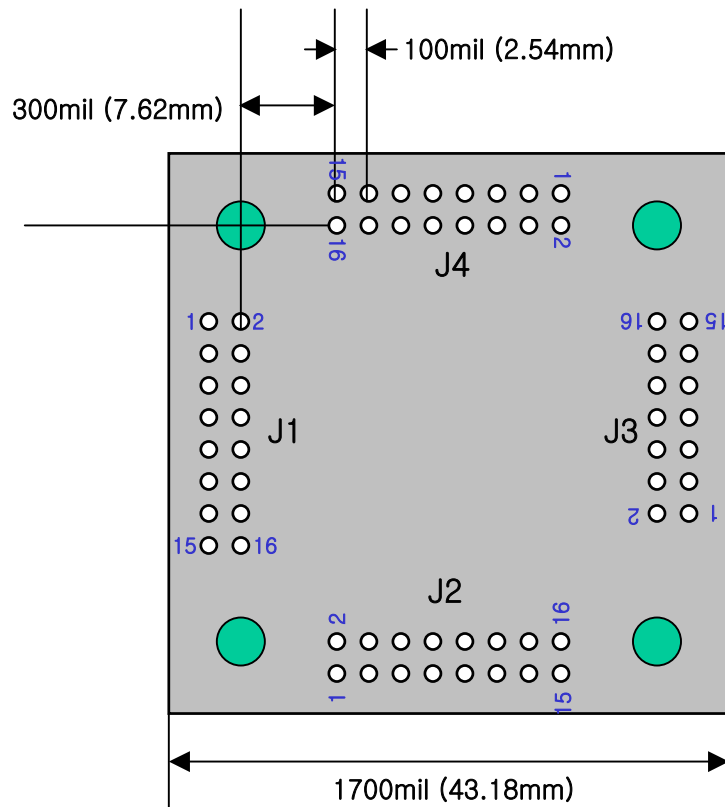 100mil (2.54mm)
300mil (7.62mm)
15 1
16 2
J4
1 2 16 15
J1 J3
2 1
15 16
J2
2 16
1 15
1700mil (43.18mm)